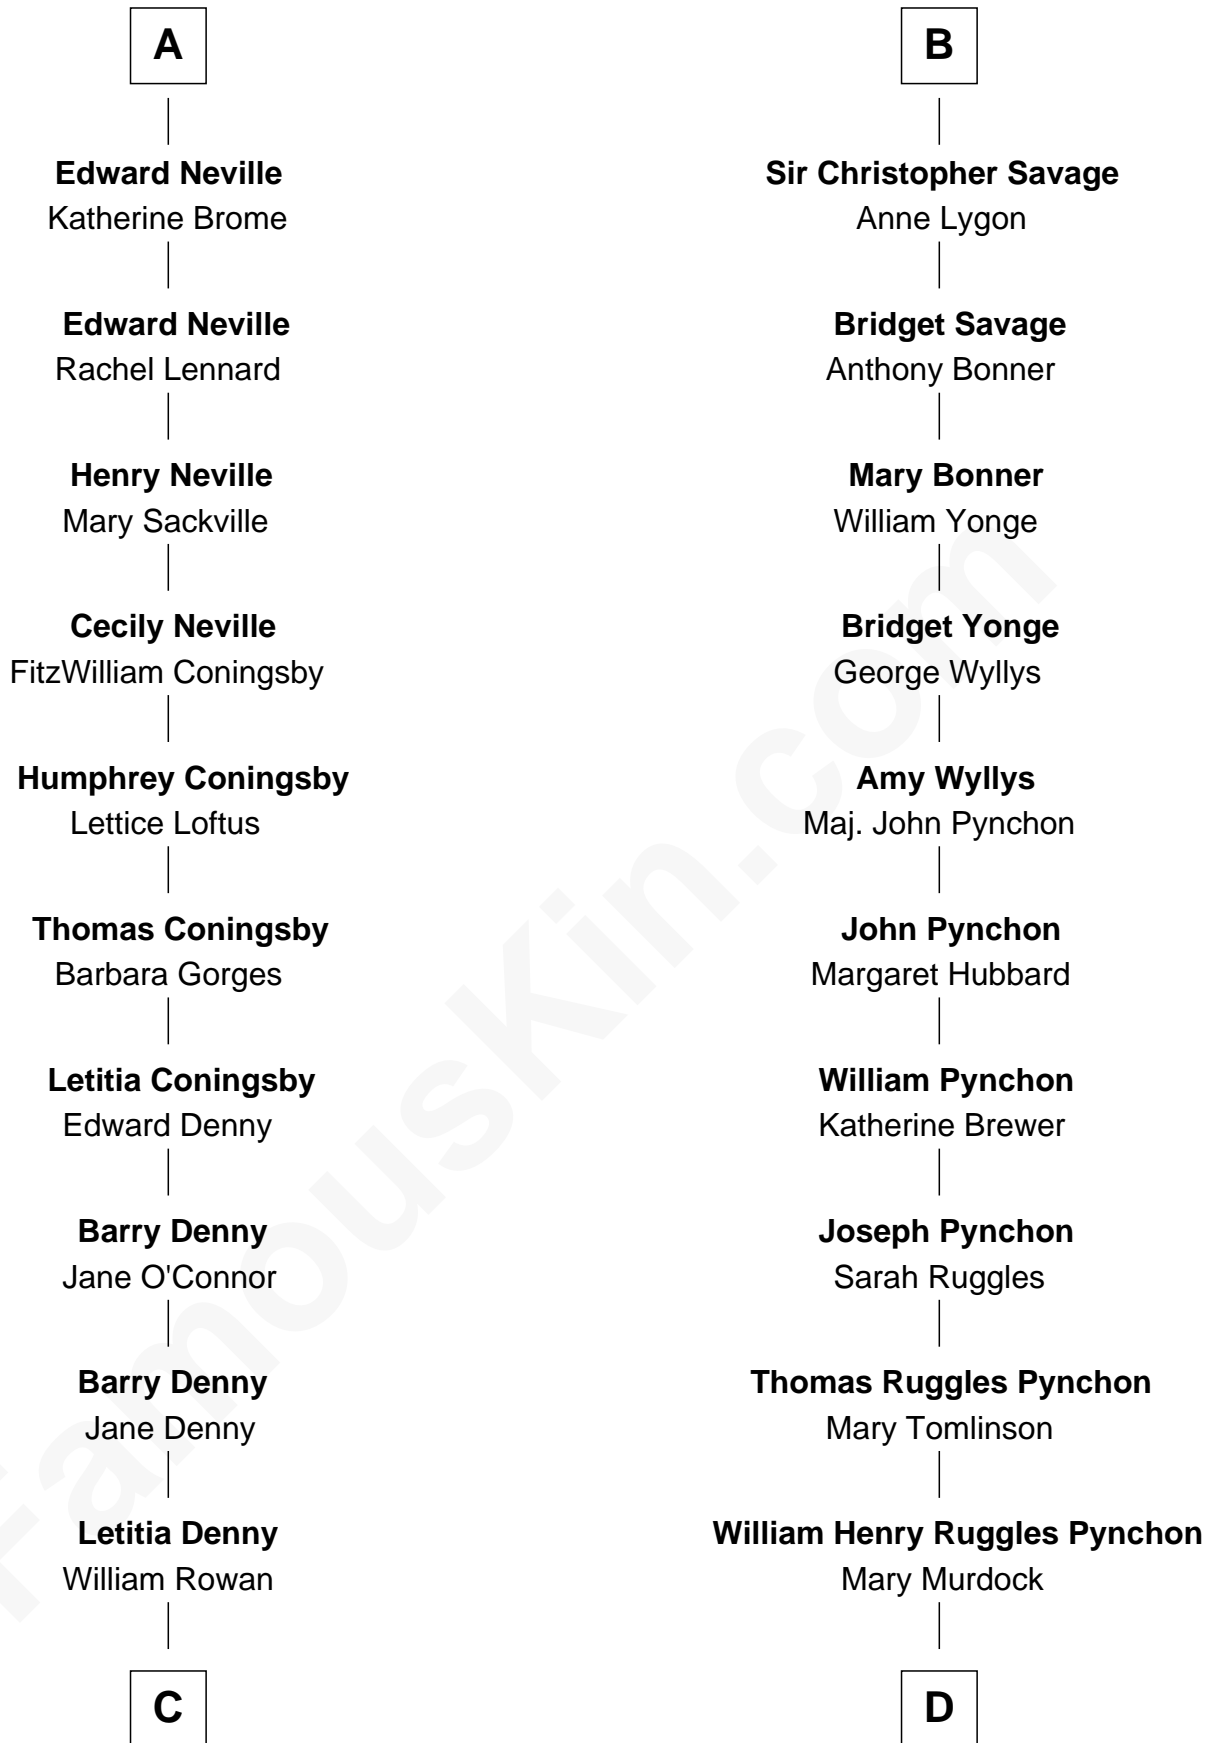 A
Edward Neville
Katherine Brome
Edward Neville
Rachel Lennard
Henry Neville
Mary Sackville
Cecily Neville
FitzWilliam Coningsby
Humphrey Coningsby
Lettice Loftus
Thomas Coningsby
Barbara Gorges
Letitia Coningsby
Edward Denny
Barry Denny
Jane O'Connor
Barry Denny
Jane Denny
Letitia Denny
William Rowan
C
B
Sir Christopher Savage
Anne Lygon
Bridget Savage
Anthony Bonner
Mary Bonner
William Yonge
Bridget Yonge
George Wyllys
Amy Wyllys
Maj. John Pynchon
John Pynchon
Margaret Hubbard
William Pynchon
Katherine Brewer
Joseph Pynchon
Sarah Ruggles
Thomas Ruggles Pynchon
Mary Tomlinson
William Henry Ruggles Pynchon
Mary Murdock
D
FamousKin.com